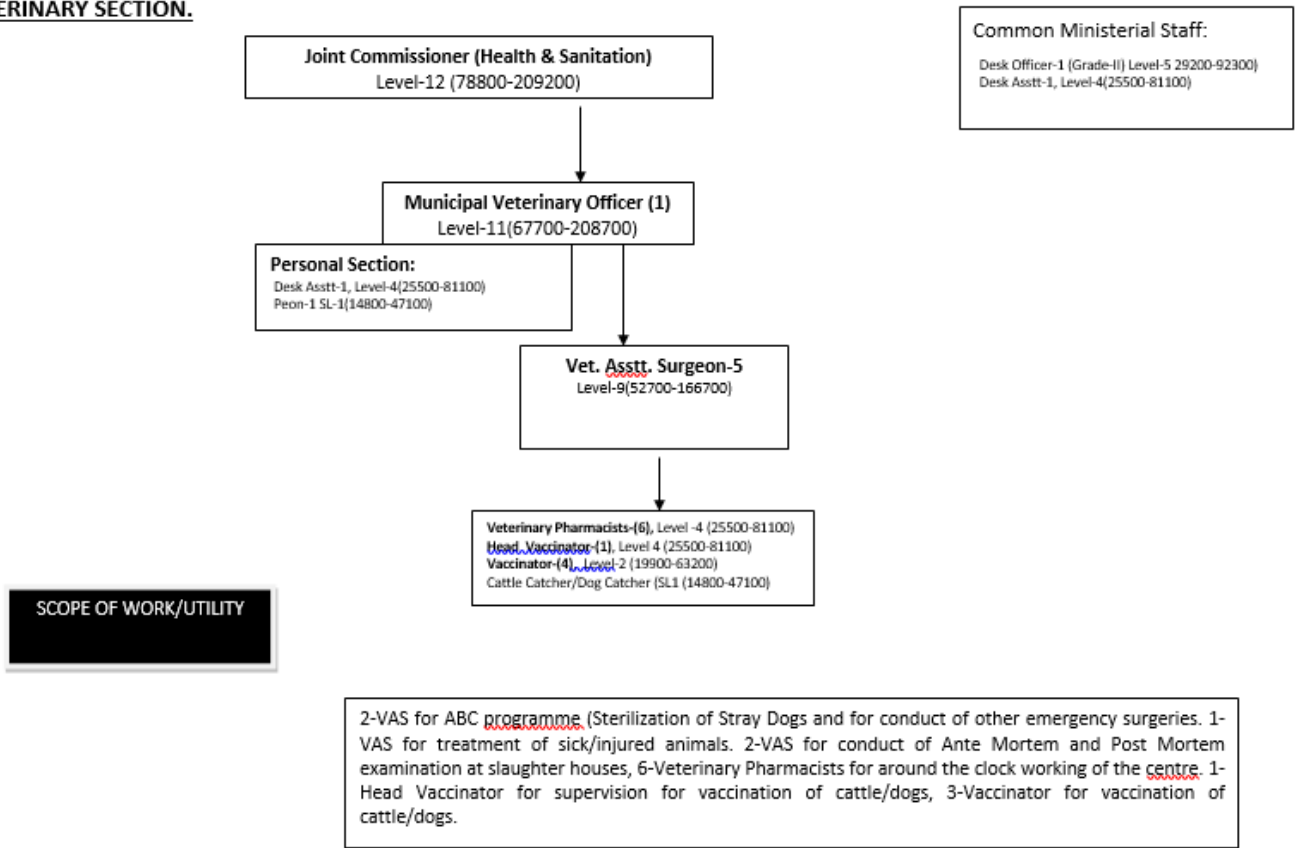 ERINARY SECTION.
Common Ministerial Staff:
Desk Officer-1 (Grade-II) Level-5 29200-92300)
Desk Asstt-1, Level-4(25500-81100)
Joint Commissioner (Health & Sanitation)
Level-12 (78800-209200)
Municipal Veterinary Officer (1)
Level-11(67700-208700)
Personal Section:
Desk Asstt-1, Level-4(25500-81100)
Peon-1 SL-1(14800-47100)
Vet. Asstt. Surgeon-5
Level-9(52700-166700)
Veterinary Pharmacists-(6), Level -4 (25500-81100)
Head Vaccinator-(1), Level 4 (25500-81100)
Vaccinator-(4), Level-2 (19900-63200)
Cattle Catcher/Dog Catcher (SL1 (14800-47100)
SCOPE OF WORK/UTILITY
2-VAS for ABC programme (Sterilization of Stray Dogs and for conduct of other emergency surgeries. 1-
VAS for treatment of sick/injured animals. 2-VAS for conduct of Ante Mortem and Post Mortem
examination at slaughter houses, 6-Veterinary Pharmacists for around the clock working of the centre. 1-
Head Vaccinator for supervision for vaccination of cattle/dogs, 3-Vaccinator for vaccination of
cattle/dogs.